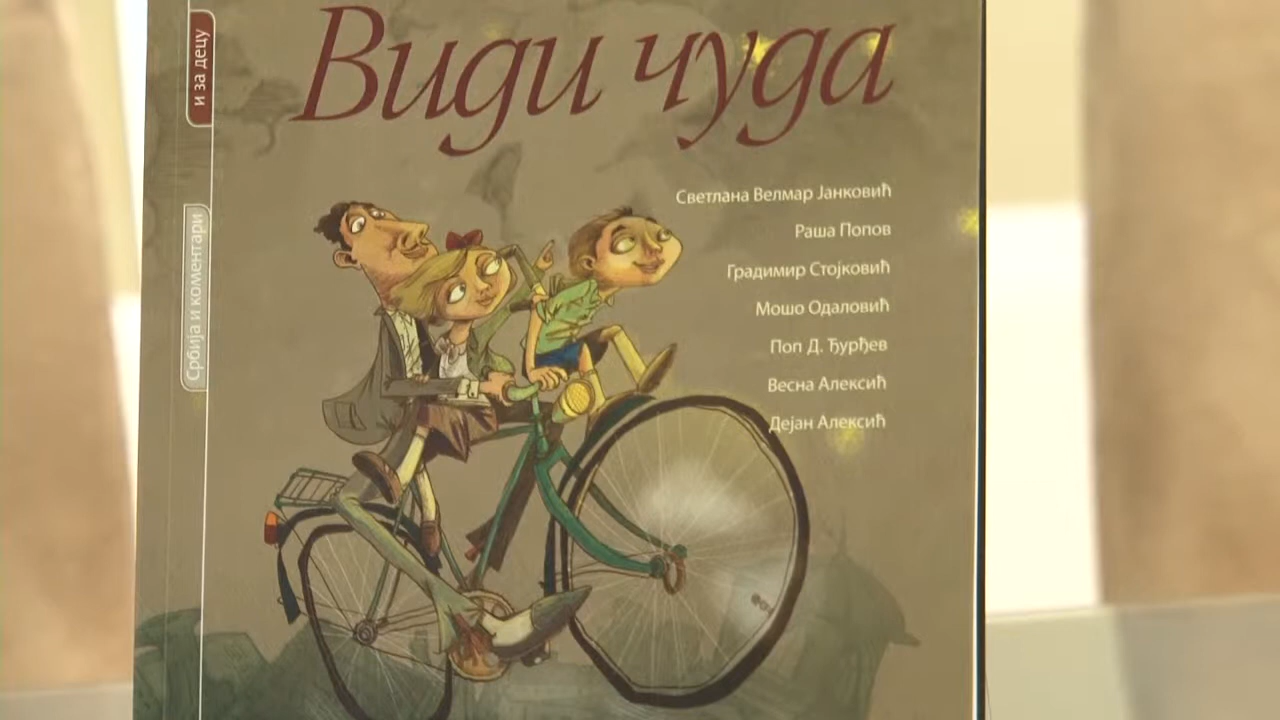 Види чуда
и за децу
Србија и коментари
Светлана Велмар Јанковић
Раша Попов
Градимир Стојковић
Мошо Одаловић
Поп Д. Ђурђев
Весна Алексић
Дејан Алексић